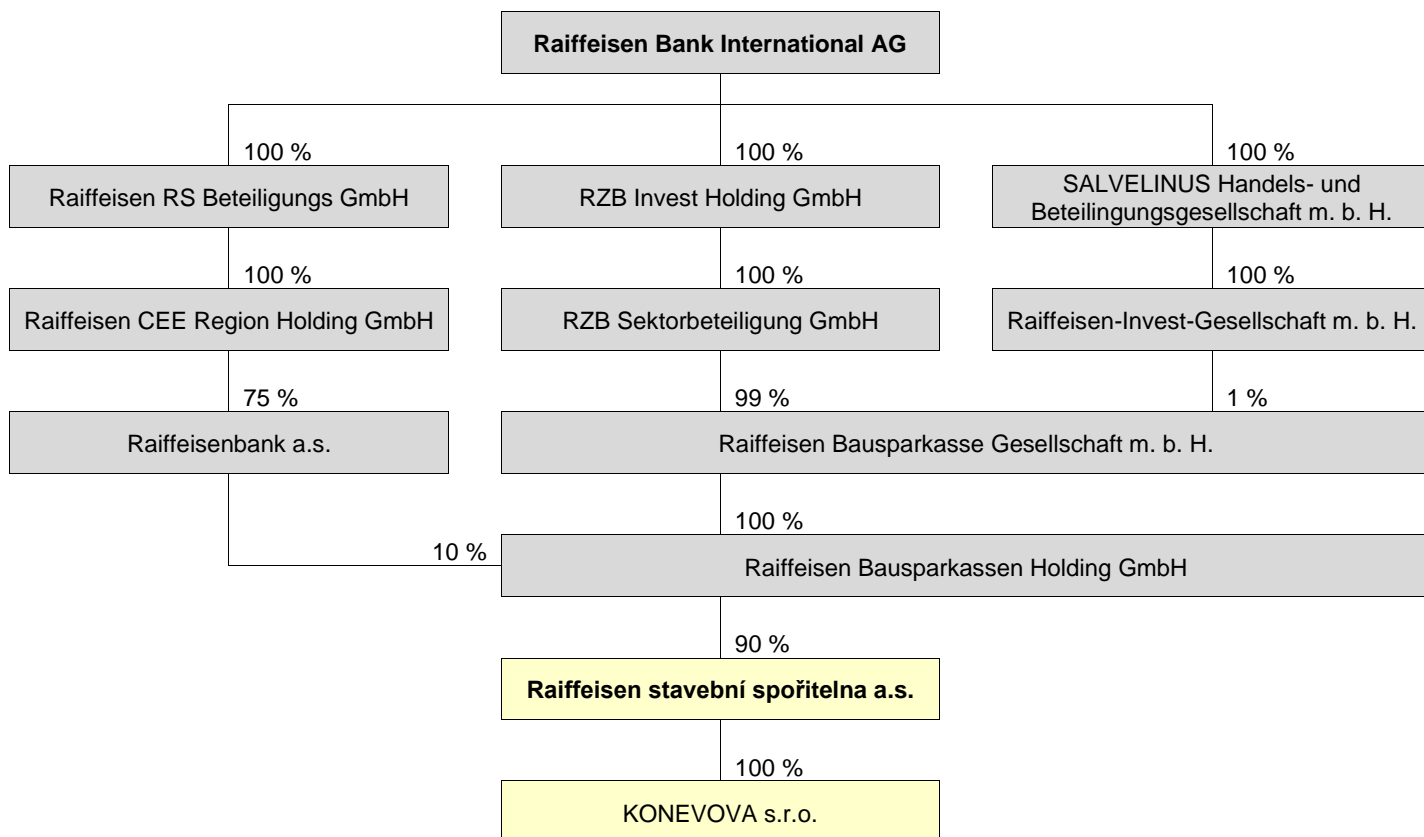 Raiffeisen Bank International AG
100 %
100 %
100 %
Raiffeisen RS Beteiligungs GmbH
RZB Invest Holding GmbH
SALVELINUS Handels- und
Beteilingungsgesellschaft m. b. H.
100 %
100 %
100 %
Raiffeisen CEE Region Holding GmbH
RZB Sektorbeteiligung GmbH
Raiffeisen-Invest-Gesellschaft m. b. H.
75 %
99 %
1 %
Raiffeisenbank a.s.
Raiffeisen Bausparkasse Gesellschaft m. b. H.
100 %
10 %
Raiffeisen Bausparkassen Holding GmbH
90 %
Raiffeisen stavební spořitelna a.s.
100 %
KONEVOVA s.r.o.